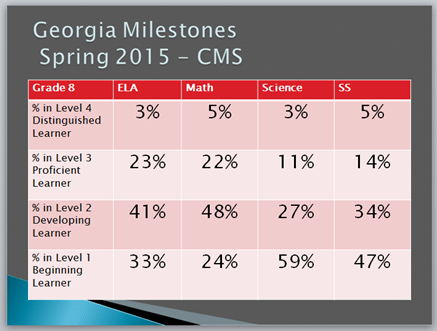 Georgia Milestones
Spring 2015 – CMS
Grade 8 ELA Math Science SS
% in Level 4
Distinguished
Learner
3% 5% 3% 5%
% in Level 3
Proficient
Learner
23% 22% 11% 14%
% in Level 2
Developing
Learner
41% 48% 27% 34%
% in Level 1
Beginning
Learner
33% 24% 59% 47%